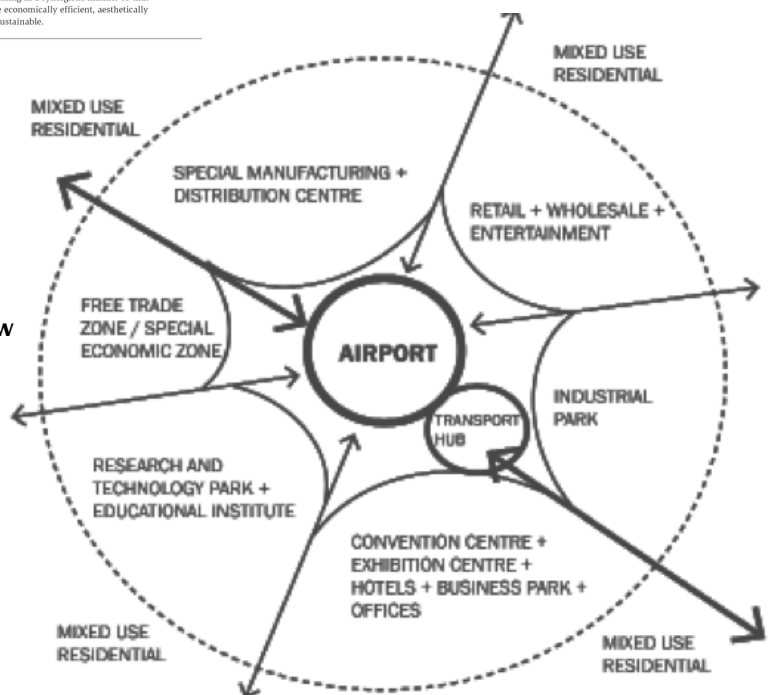 e economically efficient, aesthetically
ustainable.
MIXED USE
RESIDENTIAL
MIXED USE
RESIDENTIAL
SPECIAL MANUFACTURING +
DISTRIBUTION CENTRE
RETAIL + WHOLESALE +
ENTERTAINMENT
FREE TRADE
ZONE / SPECIAL
ECONOMIC ZONE
W
AIRPORT
TRANSPORT
HUB
INDUSTRIAL
PARK
RESEARCH AND
TECHNOLOGY PARK +
EDUCATIONAL INSTITUTE
CONVENTION CENTRE +
EXHIBITION CENTRE +
HOTELS + BUSINESS PARK +
OFFICES
MIXED USE
RESIDENTIAL
MIXED USE
RESIDENTIAL